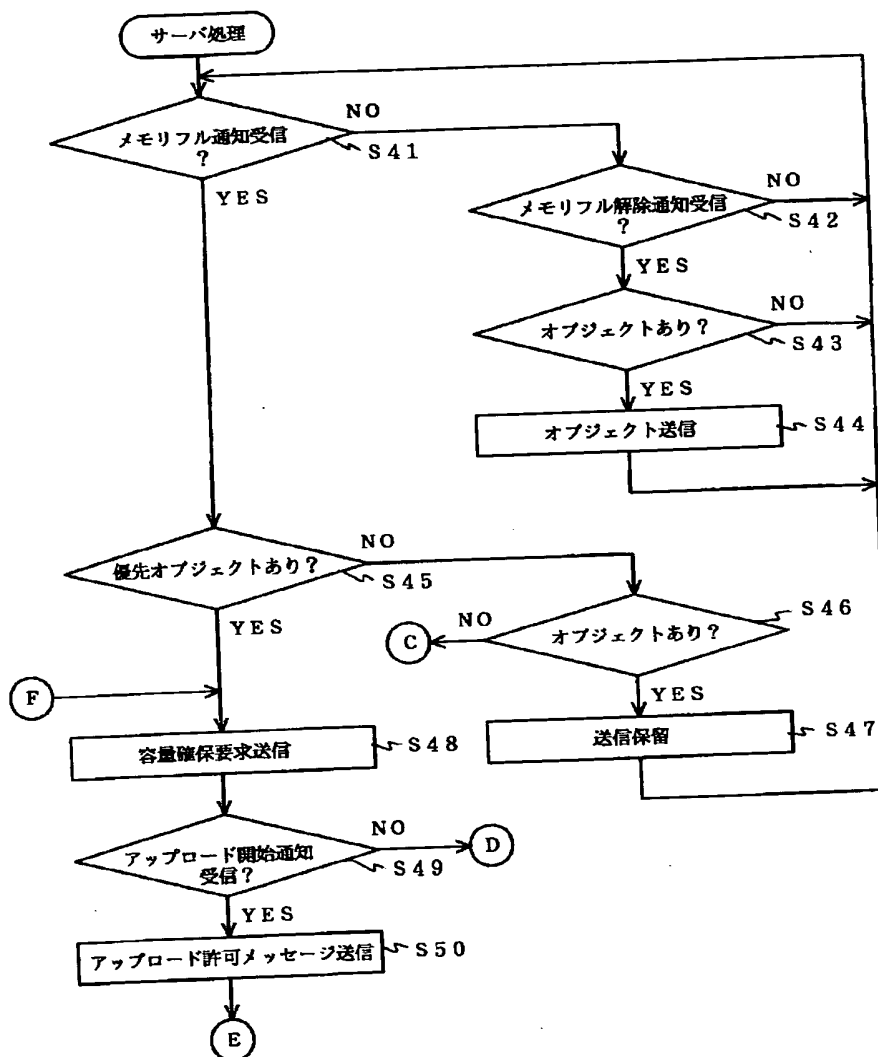 サーバ処理
メモリフル通知受信
?
NO
S41
YES
メモリフル解除通知受信
?
NO
S42
YES
オブジェクトあり?
NO
S43
YES
オブジェクト送信
S44
優先オブジェクトあり?
NO
S45
YES
オブジェクトあり?
S46
NO
C
YES
送信保留
S47
F
容量確保要求送信
S48
アップロード開始通知
受信?
NO
D
S49
YES
アップロード許可メッセージ送信
S50
E